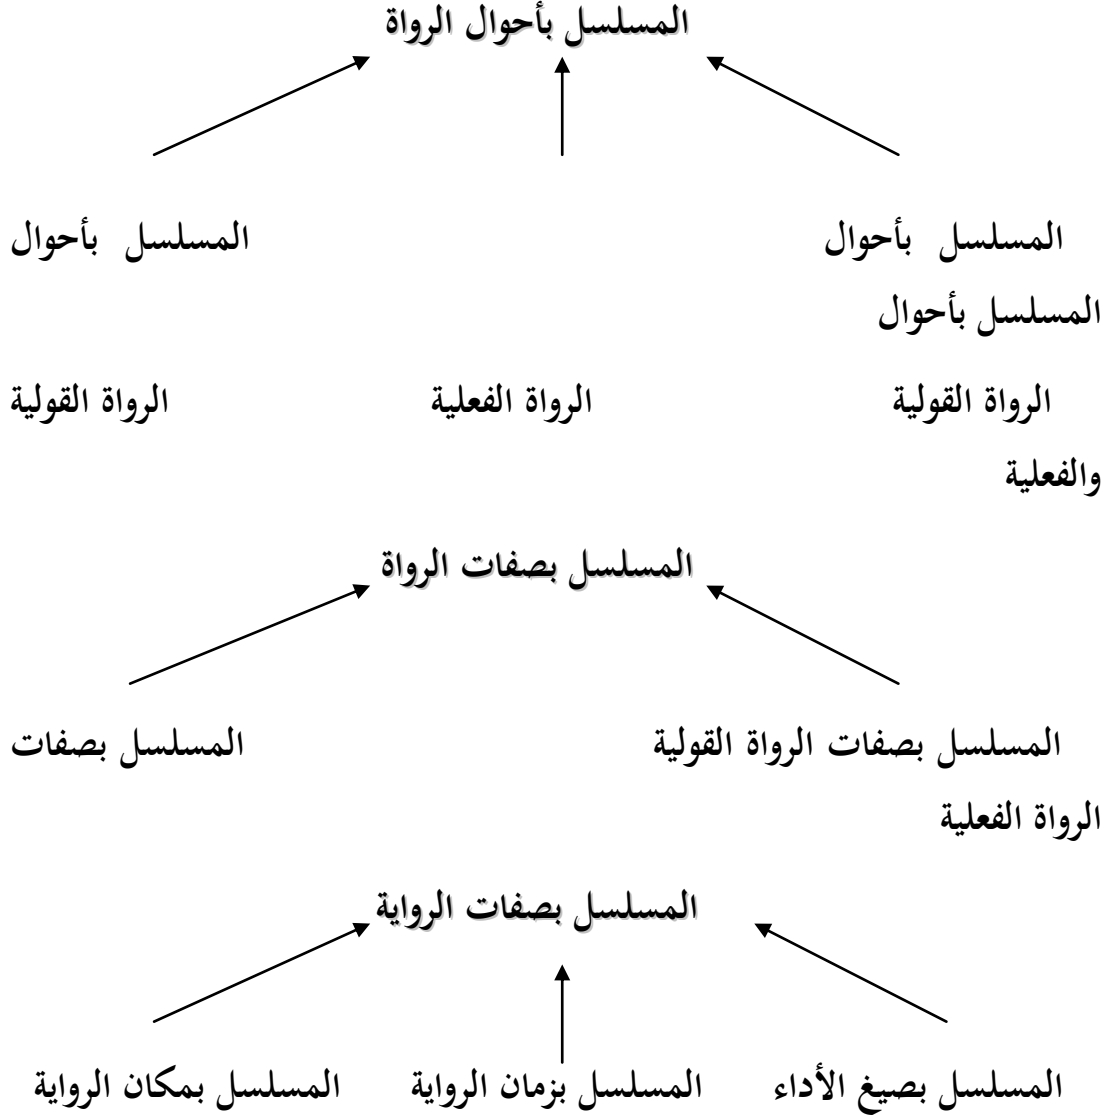 المسلسل بأحوال الرواة
المسلسل بأحوال المسلسل بأحوال
المسلسل بأحوال
الرواة القولية الرواة الفعلية الرواة القولية
والفعلية
المسلسل بصفات الرواة
المسلسل بصفات الرواة القولية المسلسل بصفات
الرواة الفعلية
المسلسل بصفات الرواية
المسلسل بصيغ الأداء المسلسل بزمان الرواية المسلسل بمكان الرواية